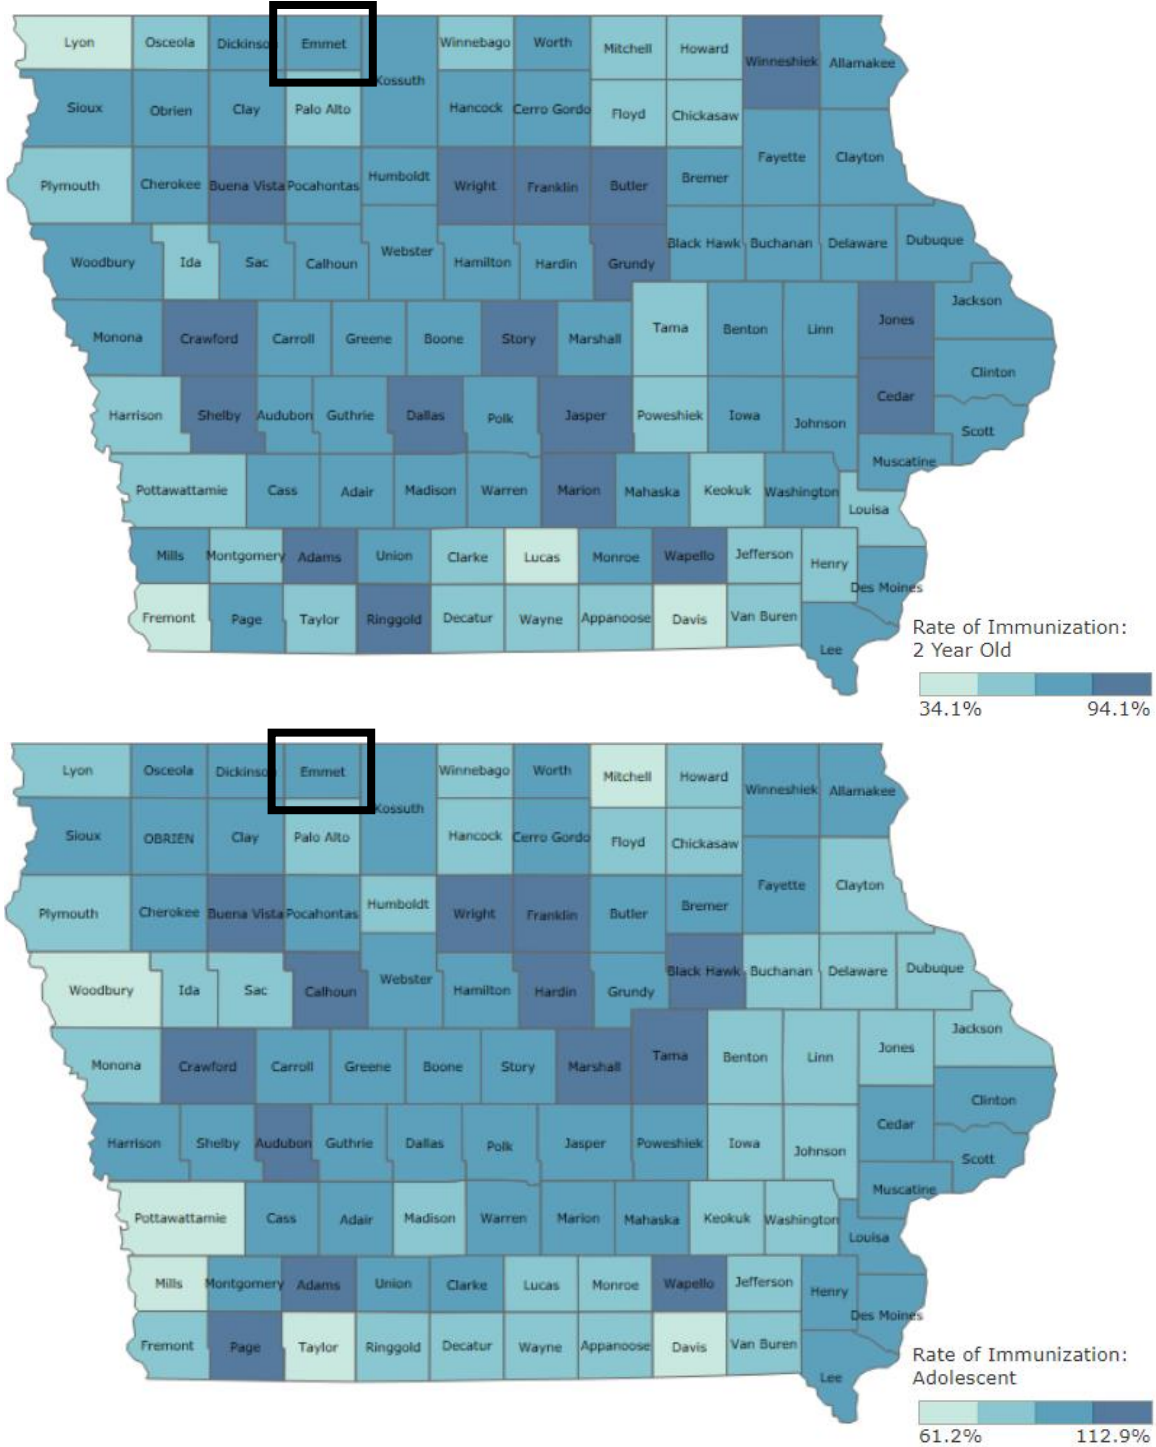 Lyon Osceola Dickinson Emmet Winnebago Worth Mitchell Howard Winneshiek Allamakee
Kossuth
Sioux Obrien Clay Palo Alto Hancock Cerro Gordo Floyd Chickasaw
Plymouth Cherokee Buena Vista Pocahontas Humboldt Wright Franklin Butler Bremer Fayette Clayton
Woodbury Ida Sac Calhoun Webster Hamilton Hardin Grundy Black Hawk Buchanan Delaware Dubuque
Monona Crawford Carroll Greene Boone Story Marshall Tama Benton Linn Jones Jackson
Harrison Shelby Audubon Guthrie Dallas Polk Jasper Poweshiek Iowa Johnson Cedar Clinton
Scott
Muscatine
Pottawattamie Cass Adair Madison Warren Marion Mahaska Keokuk Washington Louisa
Mills Montgomery Adams Union Clarke Lucas Monroe Wapello Jefferson Henry Des Moines
Fremont Page Taylor Ringgold Decatur Wayne Appanoose Davis Van Buren Lee
Rate of Immunization:
2 Year Old
34.1% 94.1%
Lyon Osceola Dickinson Emmet Winnebago Worth Mitchell Howard Winneshiek Allamakee
Kossuth
Sioux OBRIEN Clay Palo Alto Hancock Cerro Gordo Floyd Chickasaw
Plymouth Cherokee Buena Vista Pocahontas Humboldt Wright Franklin Butler Bremer Fayette Clayton
Woodbury Ida Sac Calhoun Webster Hamilton Hardin Grundy Black Hawk Buchanan Delaware Dubuque
Monona Crawford Carroll Greene Boone Story Marshall Tama Benton Linn Jones Jackson
Harrison Shelby Audubon Guthrie Dallas Polk Jasper Poweshiek Iowa Johnson Cedar Clinton
Scott
Muscatine
Pottawattamie Cass Adair Madison Warren Marion Mahaska Keokuk Washington Louisa
Mills Montgomery Adams Union Clarke Lucas Monroe Wapello Jefferson Henry Des Moines
Fremont Page Taylor Ringgold Decatur Wayne Appanoose Davis Van Buren Lee
Rate of Immunization:
Adolescent
61.2% 112.9%